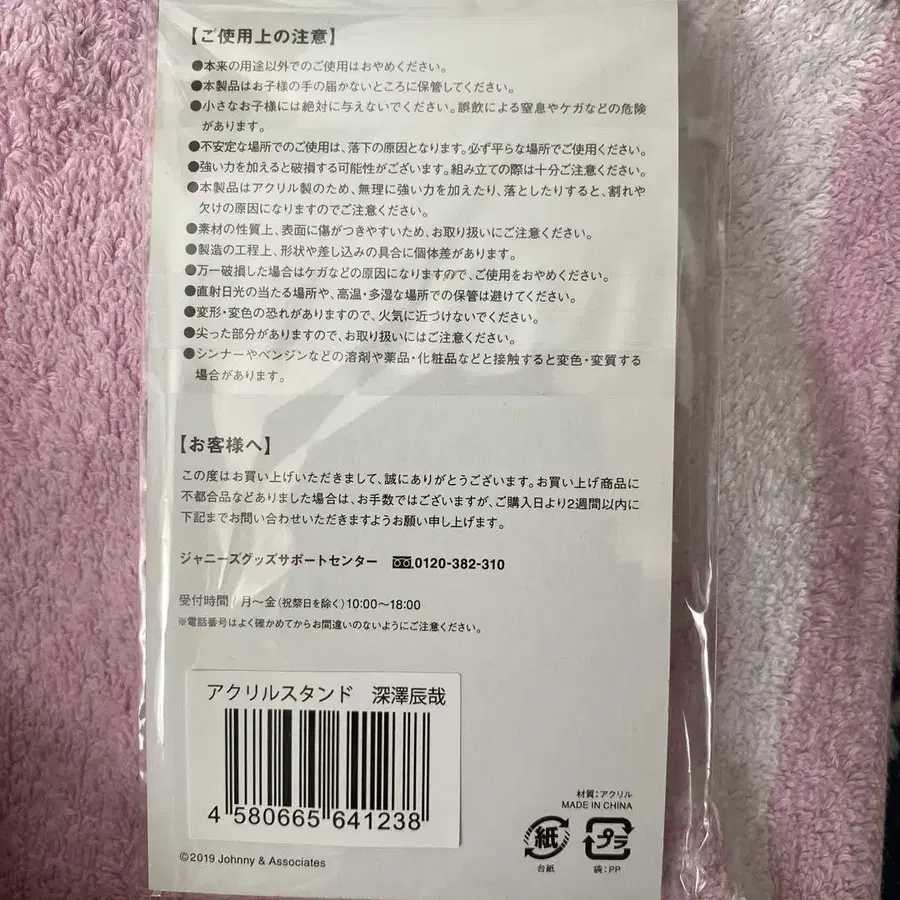 【ご使用上の注意】
●本来の用途以外でのご使用はおやめください。
●本製品はお子様の手の届かないところに保管してください。
●小さなお子様には絶対に与えないでください。誤飲による窒息やケガなどの危険
があります。
●不安定な場所でのご使用は、落下の原因となります。必ず平らな場所でご使用ください。
●強い力を加えると破損する可能性がございます。組み立ての際は十分ご注意ください。
●本製品はアクリル製のため、無理に強い力を加えたり、落としたりすると、割れや
欠けの原因になりますのでご注意ください。
●素材の性質上、表面に傷がつきやすいため、お取り扱いにご注意ください。
●製造の工程上、形状や差し込みの具合に個体差があります。
●万一破損した場合はケガなどの原因になりますので、ご使用をおやめください。
●直射日光の当たる場所や、高温・多湿な場所での保管は避けてください。
●変形・変色の恐れがありますので、火気に近づけないでください。
●尖った部分がありますので、お取り扱いにはご注意ください。
●シンナーやベンジンなどの溶剤や薬品・化粧品などと接触すると変色・変質する
場合があります。
【お客様へ】
この度はお買い上げいただきまして、誠にありがとうございます。お買い上げ商品に
不都合品などありました場合は、お手数ではございますが、ご購入日より2週間以内に
下記までお問い合わせいただきますようお願い申し上げます。
ジャニーズグッズサポートセンター 0120-382-310
受付時間/月〜金(祝祭日を除く)10:00〜18:00
※電話番号はよく確かめてからお間違いのないようにご注意ください。
アクリルスタンド 深澤辰哉
4 580665 641238
©2019 Johnny & Associates
材質:アクリル
MADE IN CHINA
紙
台紙
プラ
袋:PP